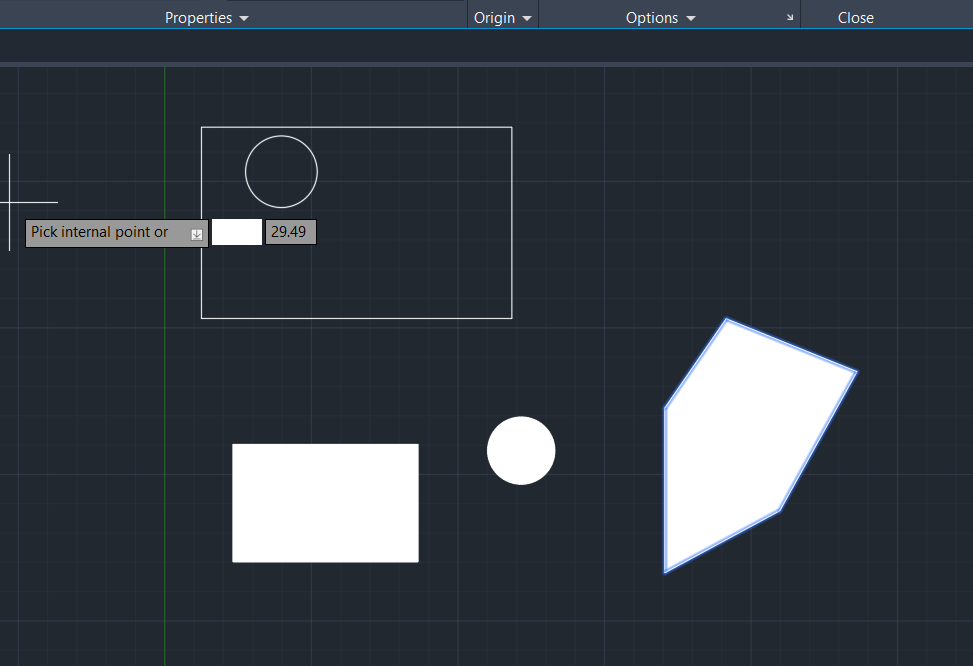 Properties
Origin
Options
Close
Pick internal point or
29.49